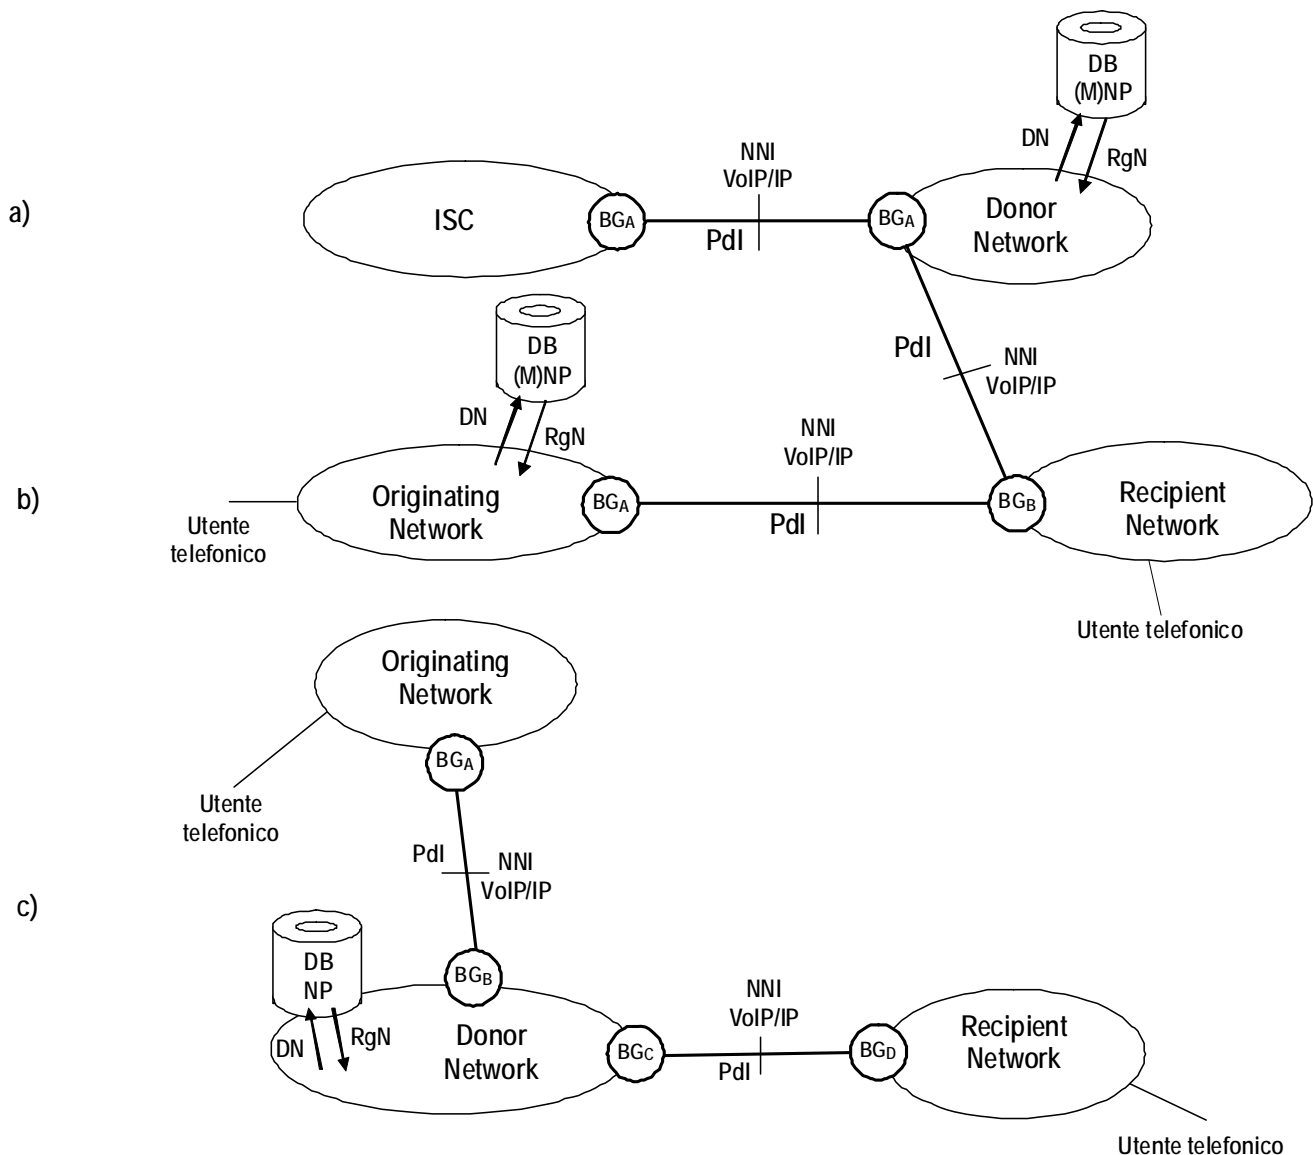 DB
(M)NP
DN
RgN
NNI
VoIP/IP
a)
ISC
BGA
PdI
BGA
Donor
Network
DB
(M)NP
DN
RgN
PdI
NNI
VoIP/IP
NNI
VoIP/IP
b)
Originating
Network
BGA
PdI
BGB
Recipient
Network
Utente
telefonico
Utente telefonico
Originating
Network
BGA
Utente
telefonico
PdI
NNI
VoIP/IP
c)
DB
NP
DN
RgN
BGB
Donor
Network
BGC
NNI
VoIP/IP
PdI
BGD
Recipient
Network
Utente telefonico